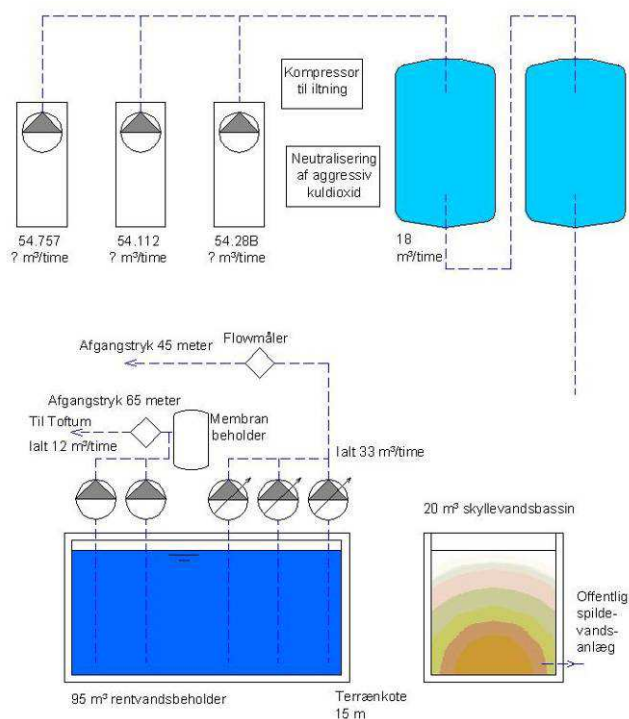 Kompressor
til iltning
Neutralisering
af aggressiv
kuldioxid
54.757
? m³/time
54.112
? m³/time
54.28B
? m³/time
18
m³/time
Flowmåler
Afgangstryk 45 meter
Afgangstryk 65 meter
Til Toftum
Ialt 12 m³/time
Membran
beholder
Ialt 33 m³/time
20 m³ skyllevandsbassin
Offentlig
spilde-
vands-
anlæg
95 m³ rentvandsbeholder
Terrænkote
15 m